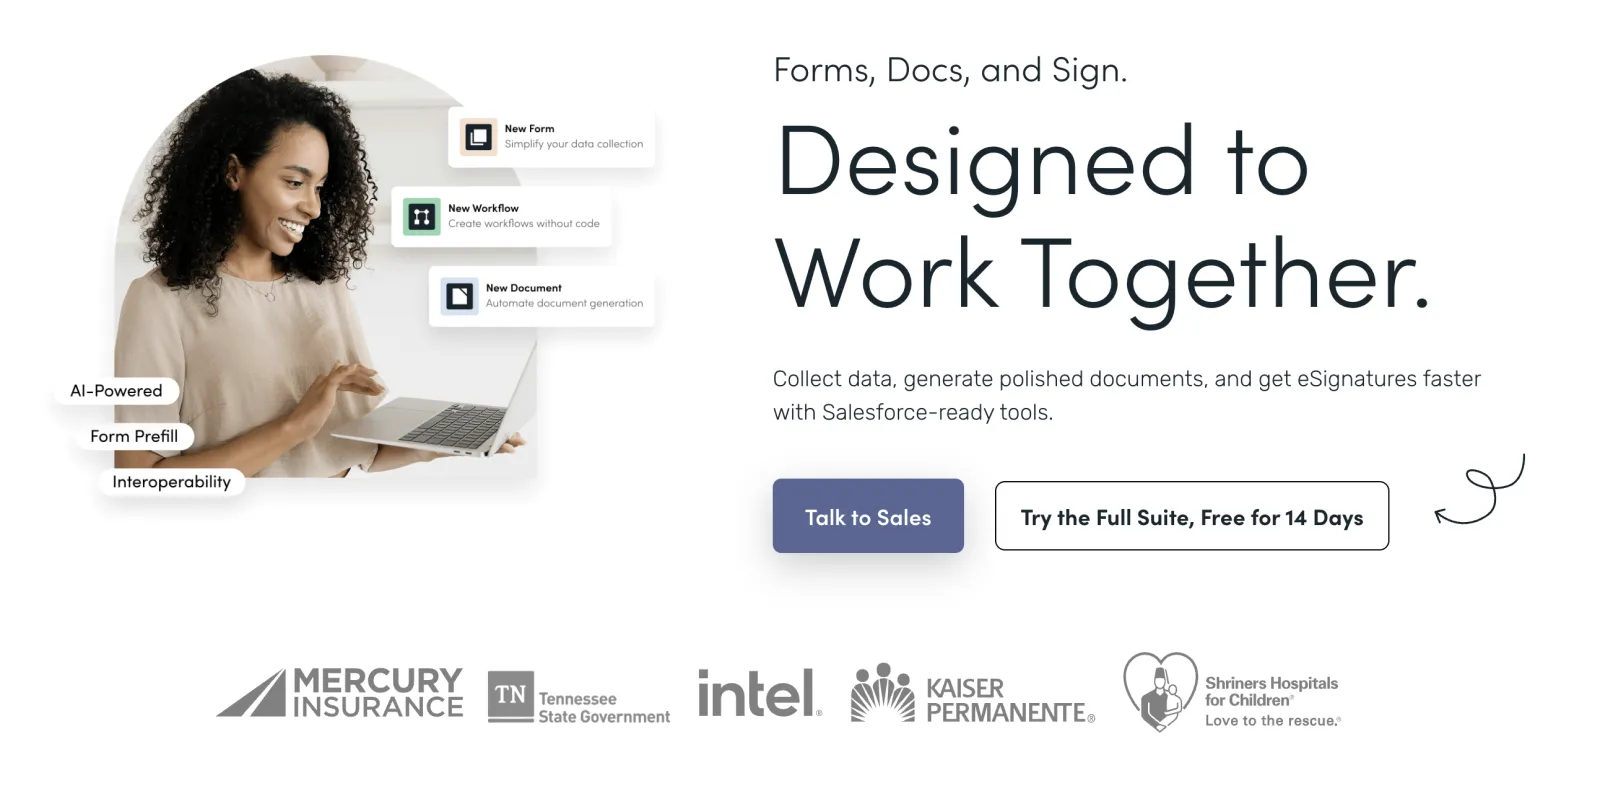 Forms, Docs, and Sign.
Designed to
Work Together.
Collect data, generate polished documents, and get eSignatures faster
with Salesforce-ready tools.
Talk to Sales
Try the Full Suite, Free for 14 Days
New Form
Simplify your data collection
New Workflow
Create workflows without code
New Document
Automate document generation
AI-Powered
Form Prefill
Interoperability
MERCURY
INSURANCE
TN
Tennessee
State Government
intel®
KAISER
PERMANENTE®
Shriners Hospitals
for Children®
Love to the rescue.®